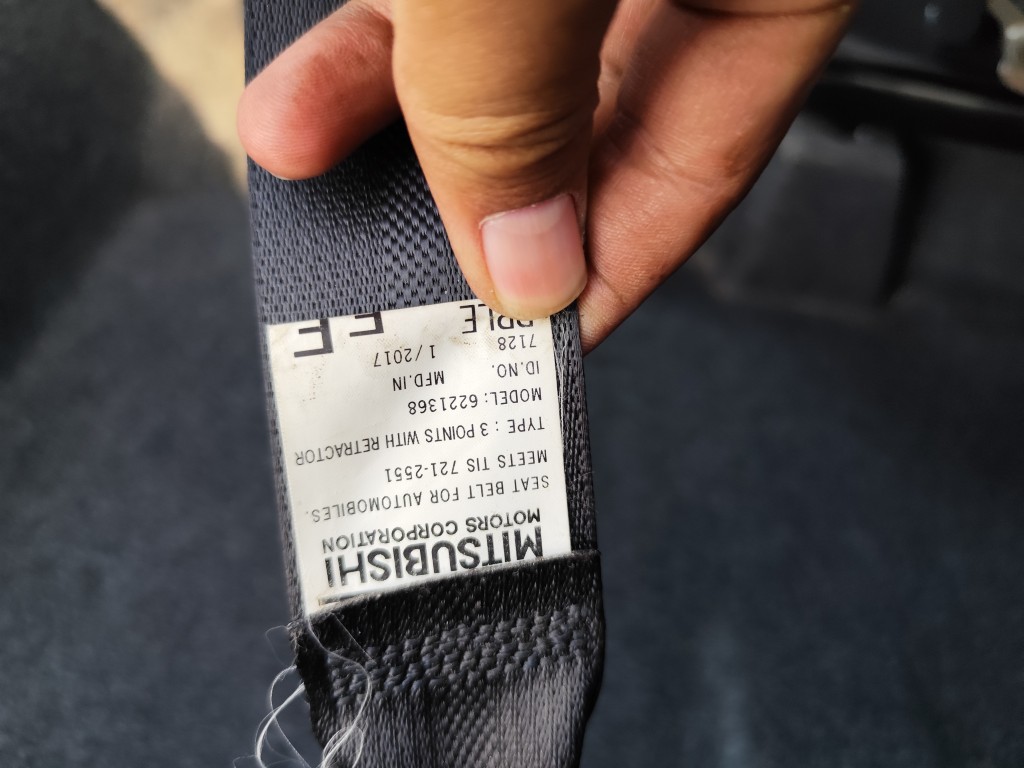 MITSUBISHI
MOTORS CORPORATION
SEAT BELT FOR AUTOMOBILES.
MEETS TIS 721-2551
TYPE : 3 POINTS WITH RETRACTOR
MODEL: 6221368
ID.NO. MFD.IN
7128 1/2017